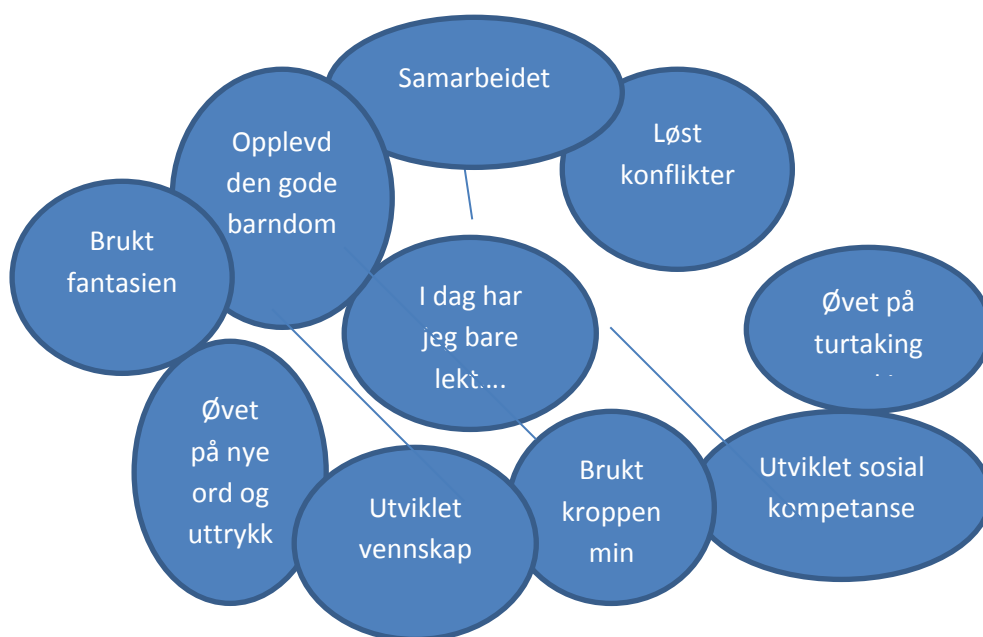 Samarbeidet
Løst
konflikter
Opplevd
den gode
barndom
Brukt
fantasien
I dag har
jeg bare
lekt….
Øvet på
turtaking
Øvet
på nye
ord og
uttrykk
Utviklet
vennskap
Brukt
kroppen
min
Utviklet sosial
kompetanse